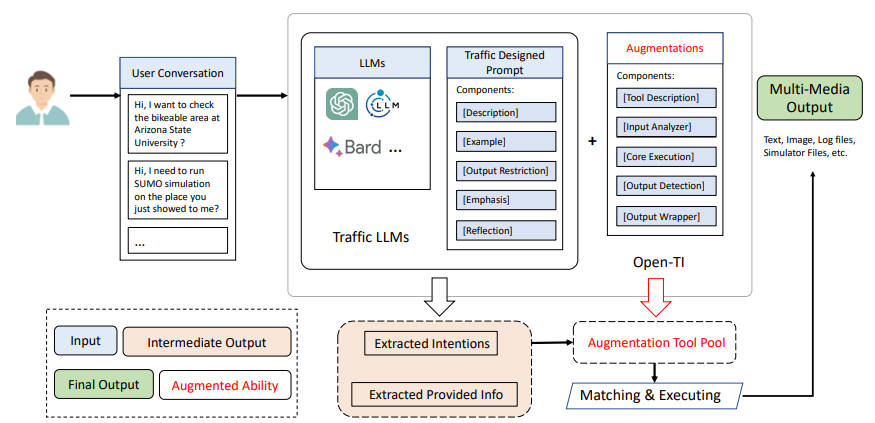 User Conversation
Hi, I want to check
the bikeable area at
Arizona State
University ?
Hi, I need to run
SUMO simulation
on the place you
just showed to me?
...
LLMs
LLM
Bard ...
Traffic LLMs
Traffic Designed
Prompt
Components:
[Description]
[Example]
[Output Restriction]
[Emphasis]
[Reflection]
+
Augmentations
Components:
[Tool Description]
[Input Analyzer]
[Core Execution]
[Output Detection]
[Output Wrapper]
Open-TI
Multi-Media
Output
Text, Image, Log files,
Simulator Files, etc.
Input
Intermediate Output
Final Output
Augmented Ability
Extracted Intentions
Extracted Provided Info
Augmentation Tool Pool
Matching & Executing